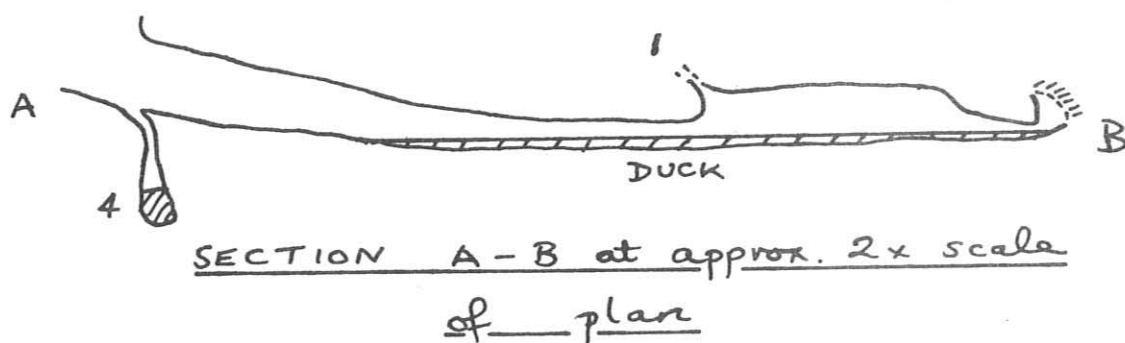 1
A
B
DUCK
4
SECTION A - B at approx. 2x scale
of plan